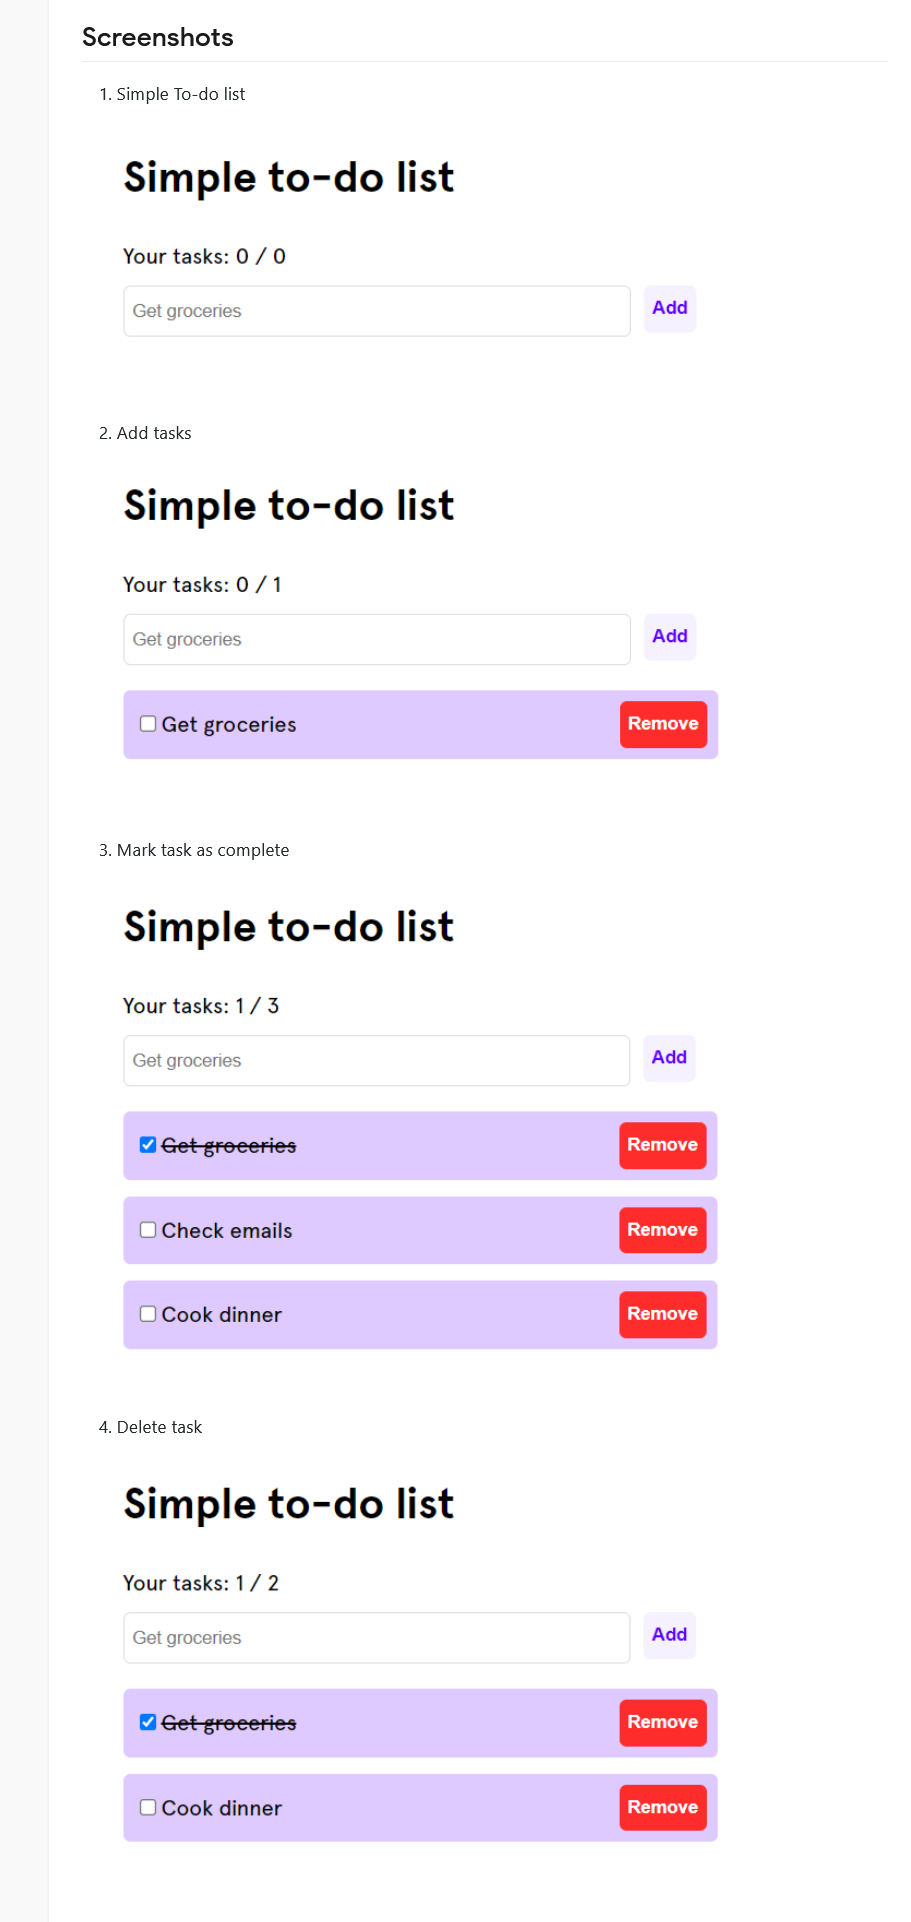 Screenshots
1. Simple To-do list
Simple to-do list
Your tasks: 0 / 0
Get groceries Add
2. Add tasks
Simple to-do list
Your tasks: 0 / 1
Get groceries Add
Get groceries Remove
3. Mark task as complete
Simple to-do list
Your tasks: 1 / 3
Get groceries Add
Get groceries Remove
Check emails Remove
Cook dinner Remove
4. Delete task
Simple to-do list
Your tasks: 1 / 2
Get groceries Add
Get groceries Remove
Cook dinner Remove